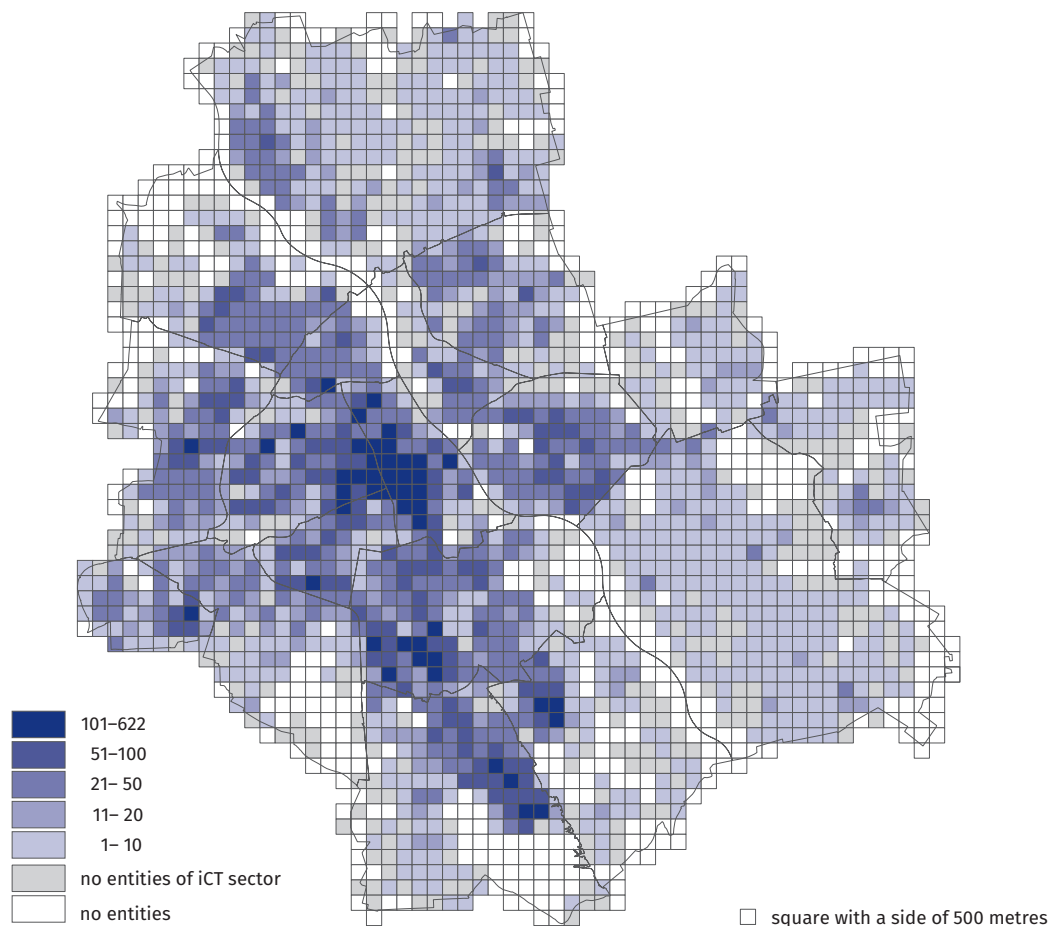 101–622
51–100
21– 50
11– 20
1– 10
no entities of iCT sector
no entities
square with a side of 500 metres